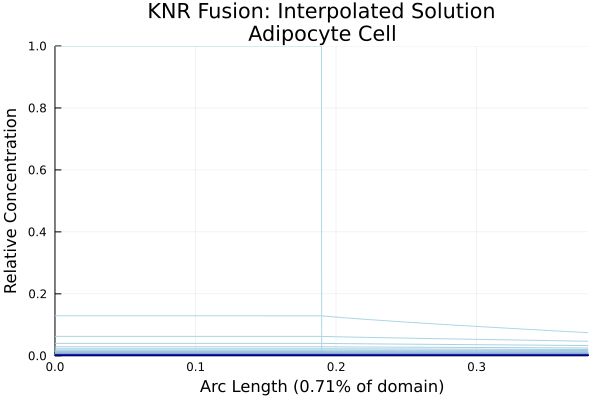 KNR Fusion: Interpolated Solution
Adipocyte Cell
Relative Concentration
1.0
0.8
0.6
0.4
0.2
0.0
0.0 0.1 0.2 0.3
Arc Length (0.71% of domain)